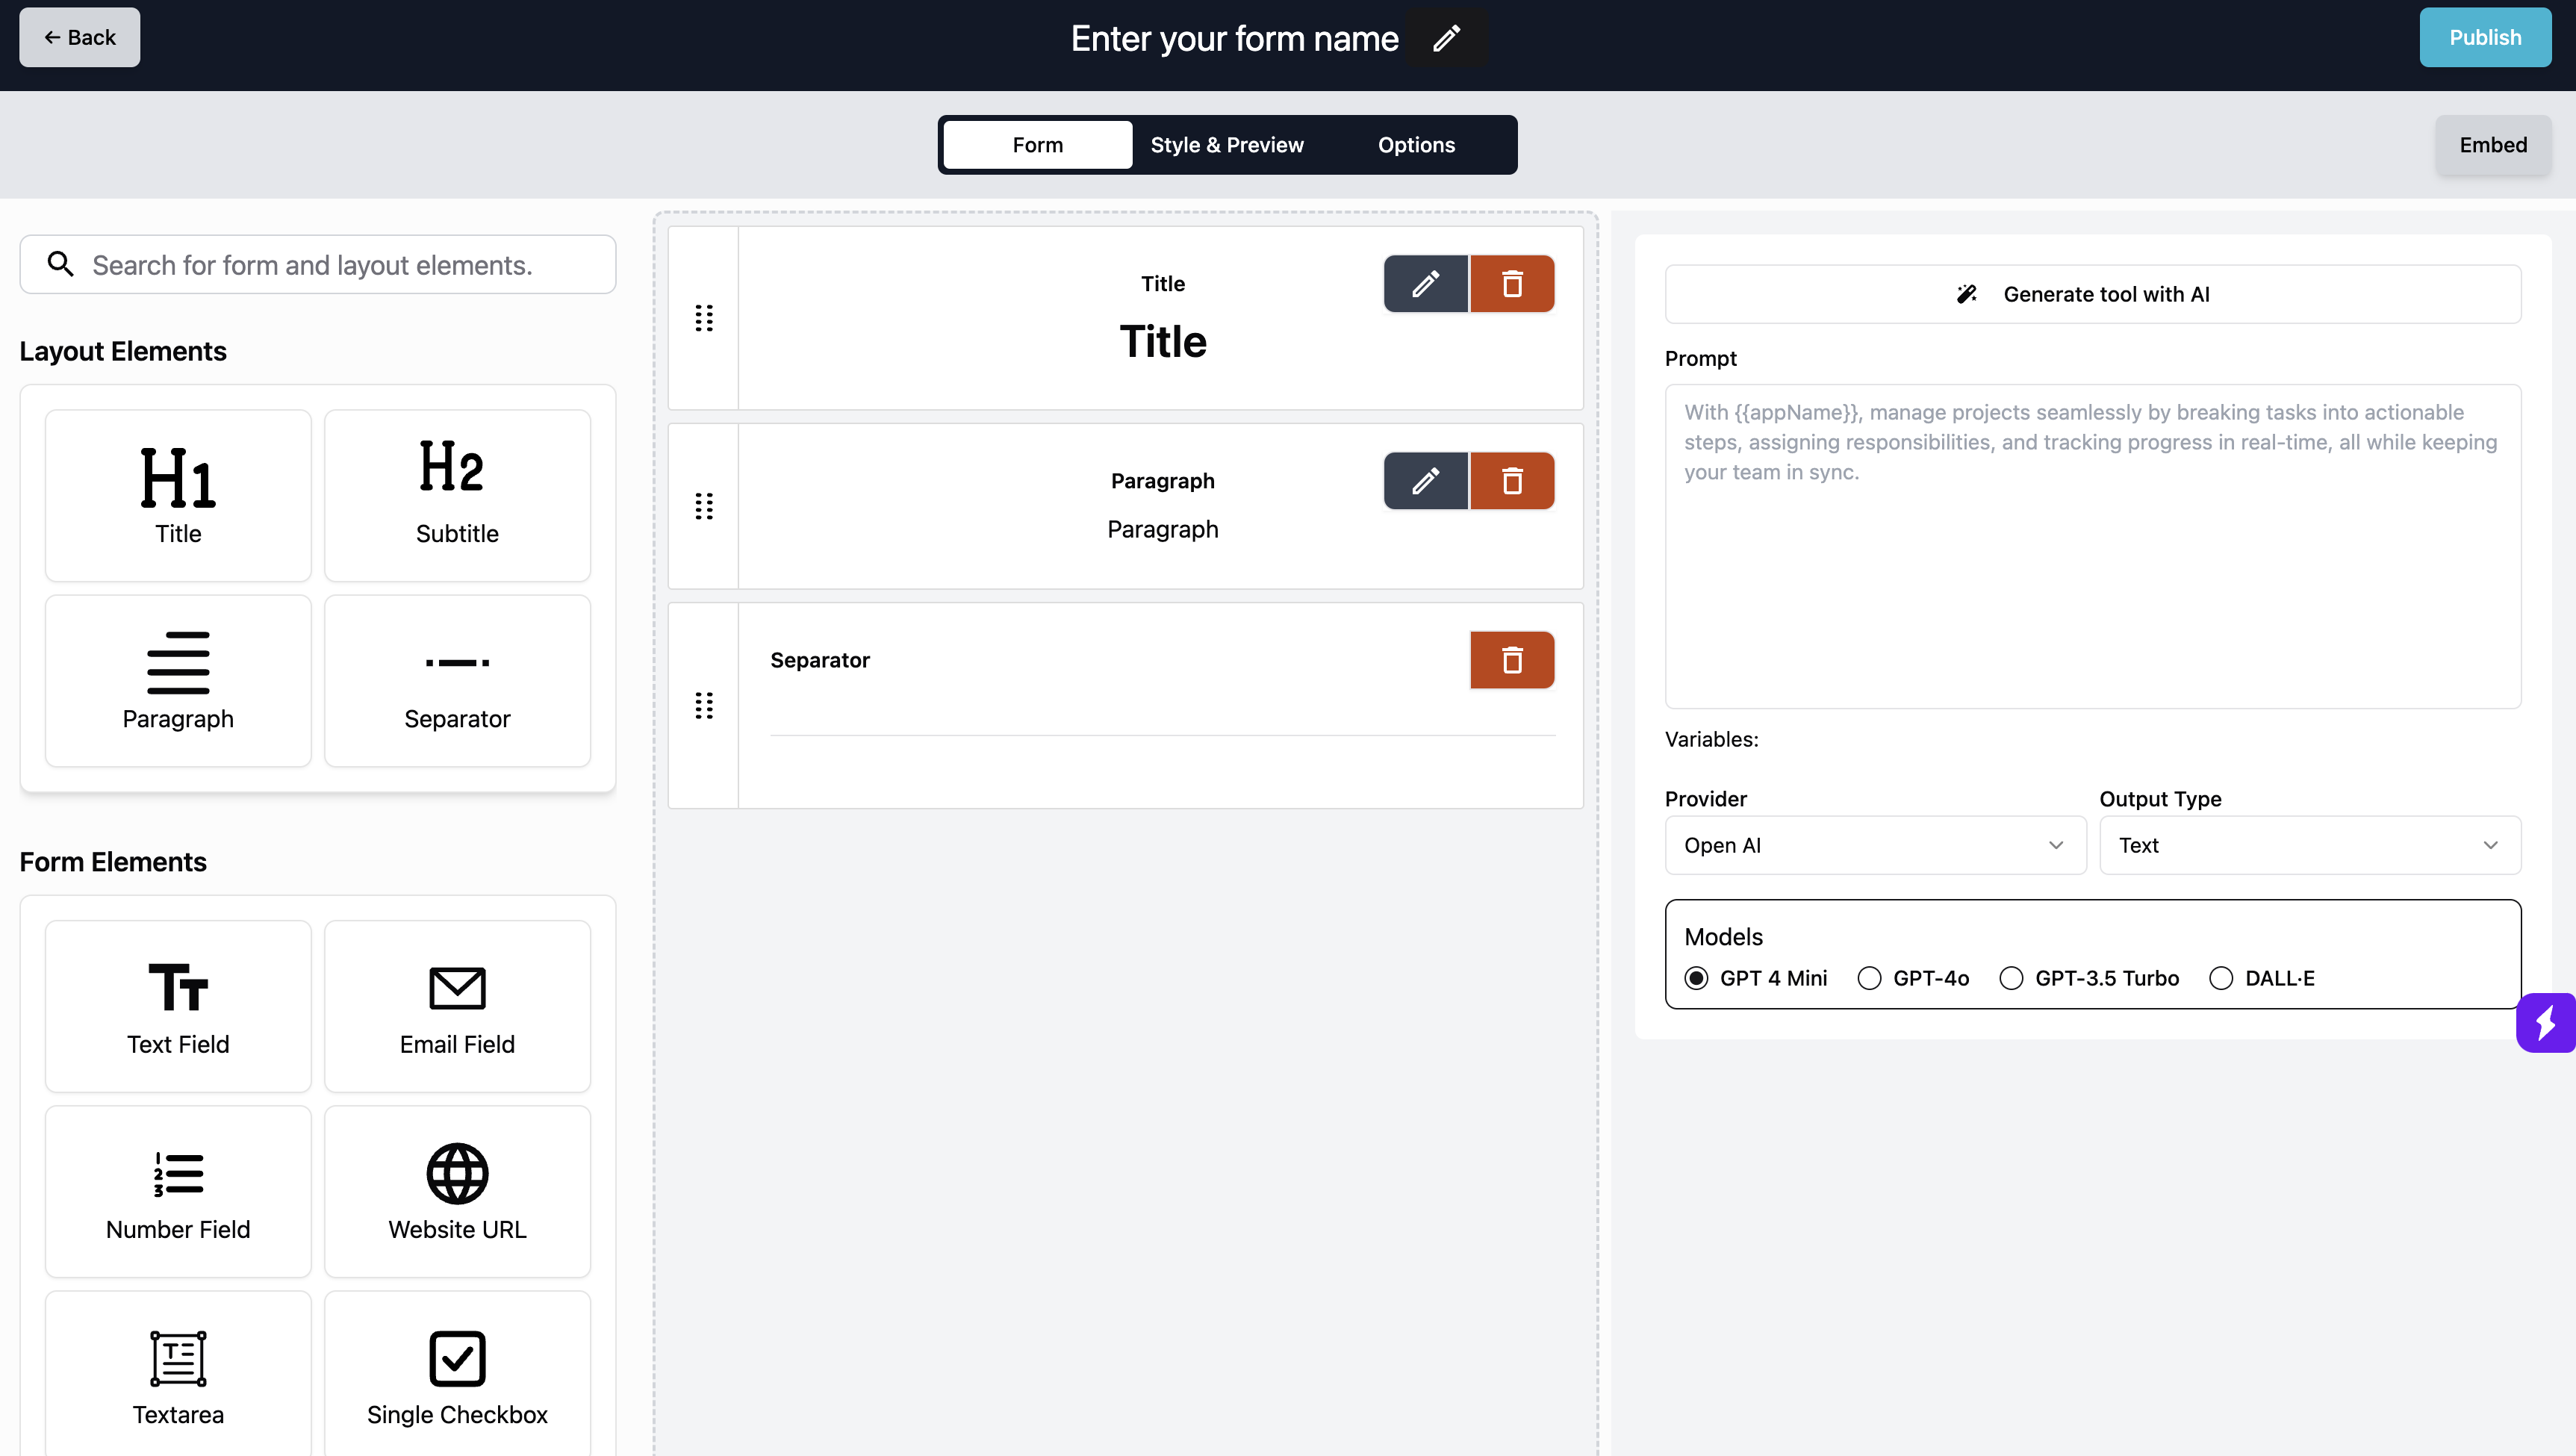 Back
Enter your form name
Publish
Form
Style & Preview
Options
Embed
Search for form and layout elements.
Layout Elements
H1
Title
H2
Subtitle
Paragraph
Separator
Form Elements
Tт
Text Field
Email Field
1
2
3
Number Field
Website URL
T
Textarea
Single Checkbox
Title
Title
Paragraph
Paragraph
Separator
Generate tool with AI
Prompt
With {{appName}}, manage projects seamlessly by breaking tasks into actionable
steps, assigning responsibilities, and tracking progress in real-time, all while keeping
your team in sync.
Variables:
Provider
Output Type
Open AI
Text
Models
GPT 4 Mini
GPT-4o
GPT-3.5 Turbo
DALL·E